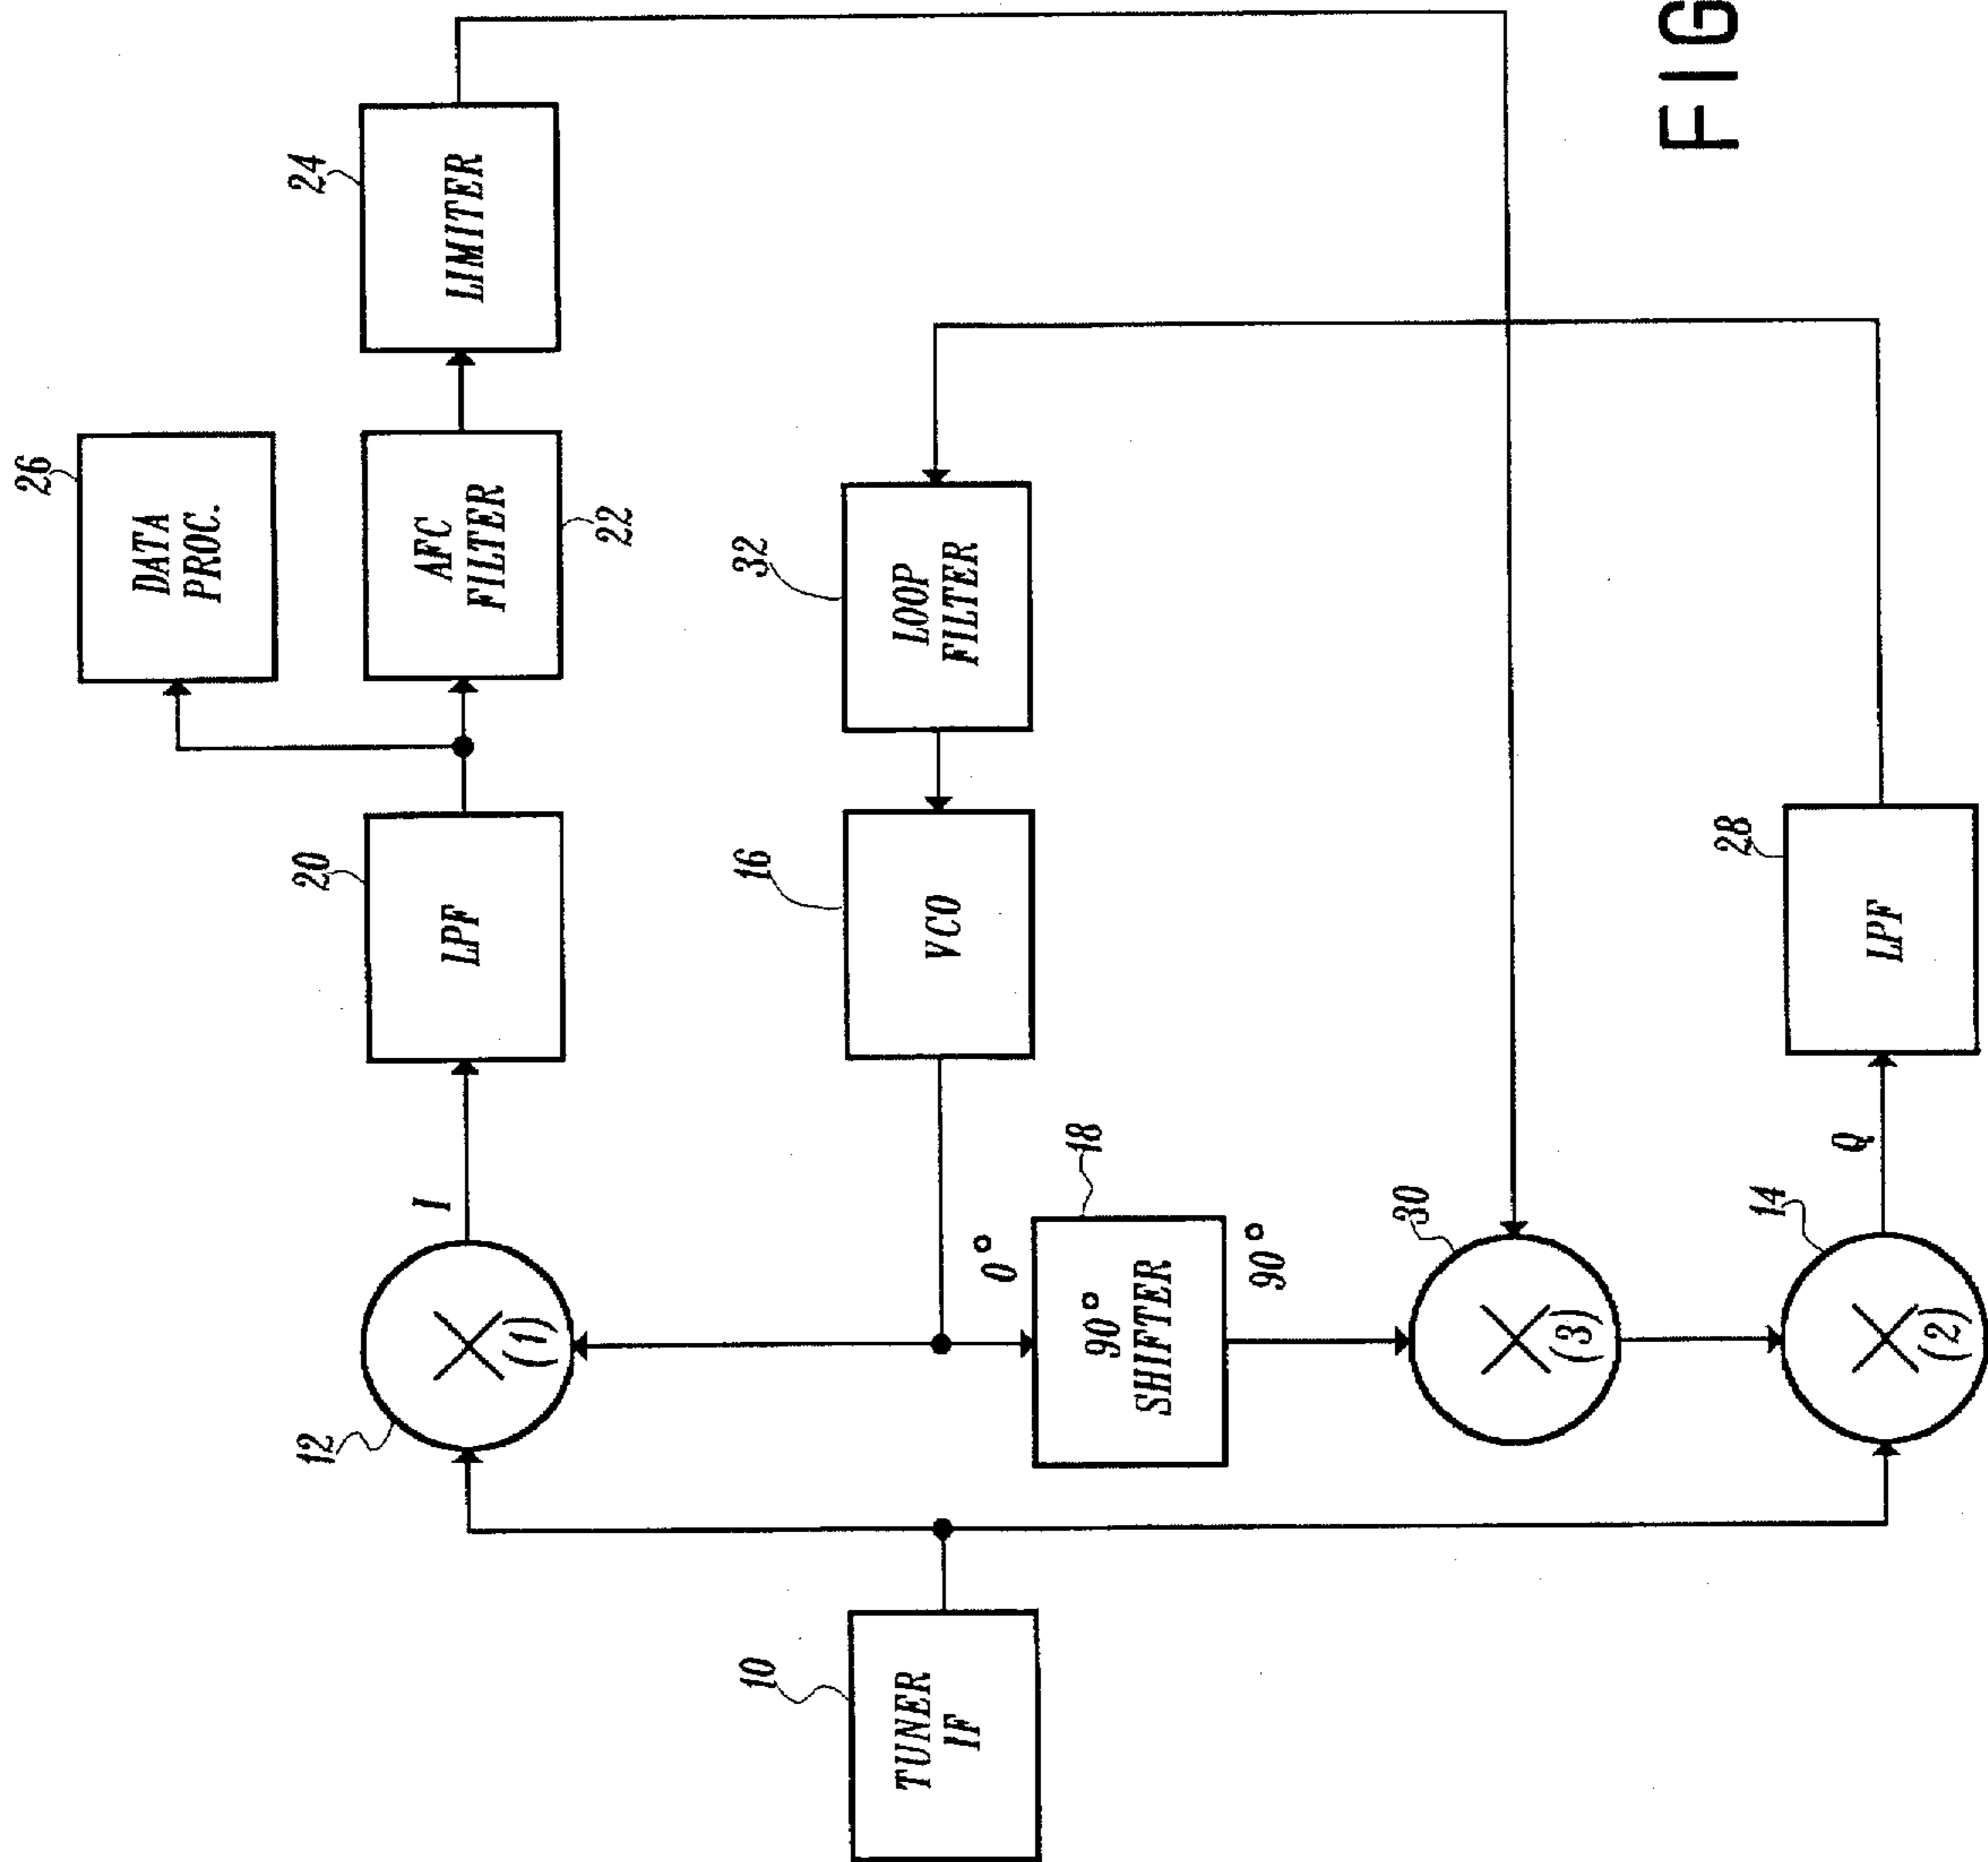 26
DATA
PROC.
24
LIMITER
20
LPF
AFC
FILTER
22
12
(1)
I
32
LOOP
FILTER
16
VCO
10
TUNER
IF
0°
18
90°
SHIFTER
90°
30
(3)
14
(2)
Q
28
LPF
FIG